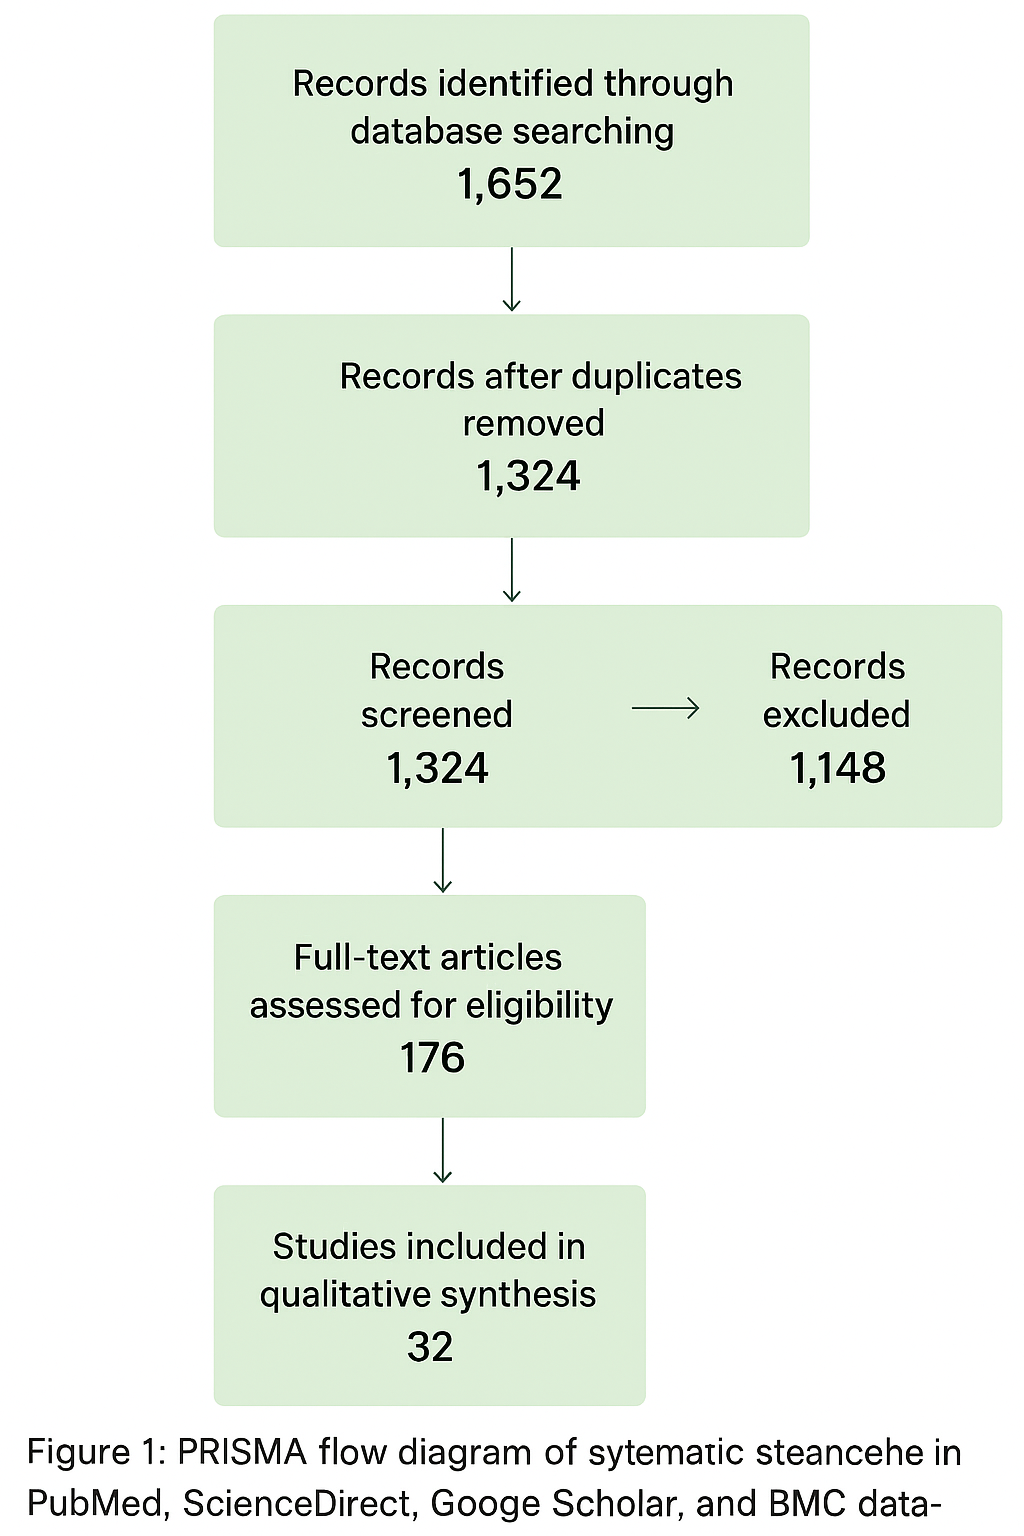 Records identified through
database searching
1,652
Records after duplicates
removed
1,324
Records
screened
1,324
Records
excluded
1,148
Full-text articles
assessed for eligibility
176
Studies included in
qualitative synthesis
32
Figure 1: PRISMA flow diagram of sytematic steancehe in
PubMed, ScienceDirect, Googe Scholar, and BMC data-